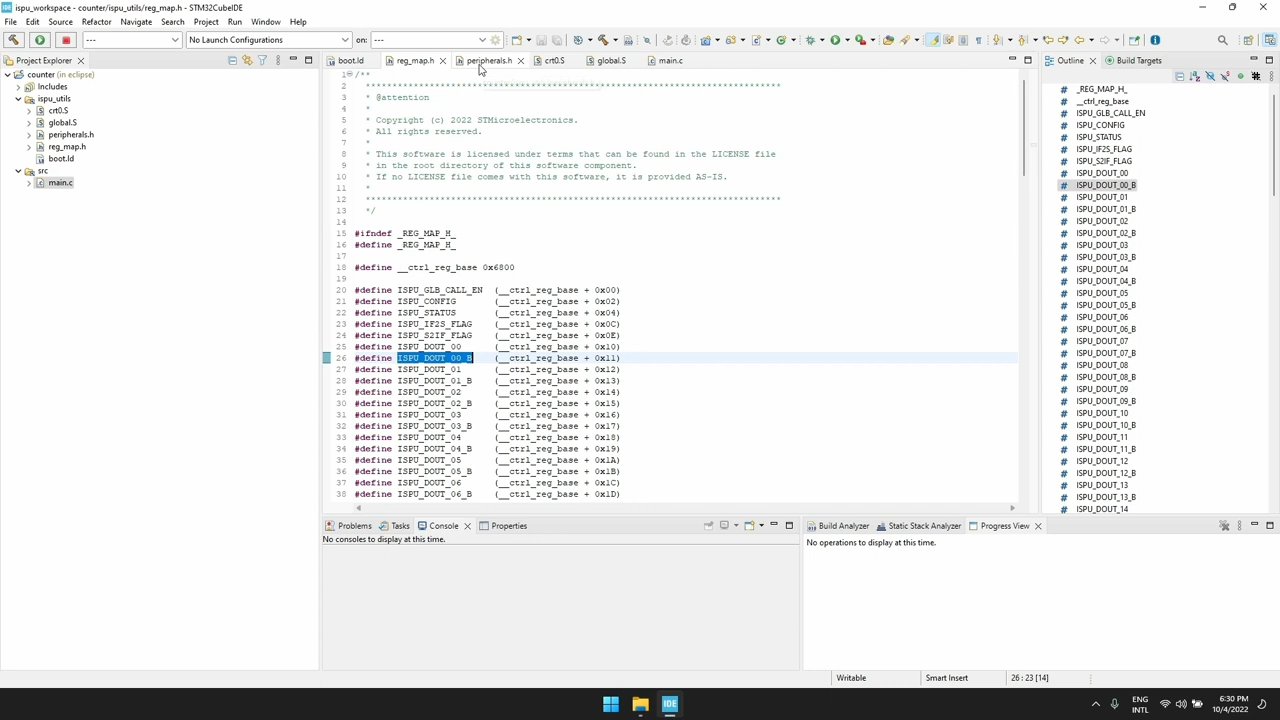 ispu_workspace - counter/ispu_utils/reg_map.h - STM32CubeIDE
File Edit Source Refactor Navigate Search Project Run Window Help
--- No Launch Configurations on: ---
Project Explorer
counter (in eclipse)
Includes
ispu_utils
crt0.S
global.S
peripherals.h
reg_map.h
boot.ld
src
main.c
boot.ld reg_map.h peripherals.h crt0.S global.S main.c
1 /**
2 ******************************************************************************
3 * @attention
4 *
5 * Copyright (c) 2022 STMicroelectronics.
6 * All rights reserved.
7 *
8 * This software is licensed under terms that can be found in the LICENSE file
9 * in the root directory of this software component.
10 * If no LICENSE file comes with this software, it is provided AS-IS.
11 *
12 ******************************************************************************
13 */
14
15 #ifndef _REG_MAP_H_
16 #define _REG_MAP_H_
17
18 #define __ctrl_reg_base 0x6800
19
20 #define ISPU_GLB_CALL_EN (__ctrl_reg_base + 0x00)
21 #define ISPU_CONFIG (__ctrl_reg_base + 0x02)
22 #define ISPU_STATUS (__ctrl_reg_base + 0x04)
23 #define ISPU_IF2S_FLAG (__ctrl_reg_base + 0x0C)
24 #define ISPU_S2IF_FLAG (__ctrl_reg_base + 0x0E)
25 #define ISPU_DOUT_00 (__ctrl_reg_base + 0x10)
26 #define ISPU_DOUT_00_B (__ctrl_reg_base + 0x11)
27 #define ISPU_DOUT_01 (__ctrl_reg_base + 0x12)
28 #define ISPU_DOUT_01_B (__ctrl_reg_base + 0x13)
29 #define ISPU_DOUT_02 (__ctrl_reg_base + 0x14)
30 #define ISPU_DOUT_02_B (__ctrl_reg_base + 0x15)
31 #define ISPU_DOUT_03 (__ctrl_reg_base + 0x16)
32 #define ISPU_DOUT_03_B (__ctrl_reg_base + 0x17)
33 #define ISPU_DOUT_04 (__ctrl_reg_base + 0x18)
34 #define ISPU_DOUT_04_B (__ctrl_reg_base + 0x19)
35 #define ISPU_DOUT_05 (__ctrl_reg_base + 0x1A)
36 #define ISPU_DOUT_05_B (__ctrl_reg_base + 0x1B)
37 #define ISPU_DOUT_06 (__ctrl_reg_base + 0x1C)
38 #define ISPU_DOUT_06_B (__ctrl_reg_base + 0x1D)
Outline Build Targets
# _REG_MAP_H_
# __ctrl_reg_base
# ISPU_GLB_CALL_EN
# ISPU_CONFIG
# ISPU_STATUS
# ISPU_IF2S_FLAG
# ISPU_S2IF_FLAG
# ISPU_DOUT_00
# ISPU_DOUT_00_B
# ISPU_DOUT_01
# ISPU_DOUT_01_B
# ISPU_DOUT_02
# ISPU_DOUT_02_B
# ISPU_DOUT_03
# ISPU_DOUT_03_B
# ISPU_DOUT_04
# ISPU_DOUT_04_B
# ISPU_DOUT_05
# ISPU_DOUT_05_B
# ISPU_DOUT_06
# ISPU_DOUT_06_B
# ISPU_DOUT_07
# ISPU_DOUT_07_B
# ISPU_DOUT_08
# ISPU_DOUT_08_B
# ISPU_DOUT_09
# ISPU_DOUT_09_B
# ISPU_DOUT_10
# ISPU_DOUT_10_B
# ISPU_DOUT_11
# ISPU_DOUT_11_B
# ISPU_DOUT_12
# ISPU_DOUT_12_B
# ISPU_DOUT_13
# ISPU_DOUT_13_B
# ISPU_DOUT_14
Problems Tasks Console Properties
No consoles to display at this time.
Build Analyzer Static Stack Analyzer Progress View
No operations to display at this time.
Writable Smart Insert 26 : 23 [14]
IDE
ENG
INTL
6:30 PM
10/4/2022